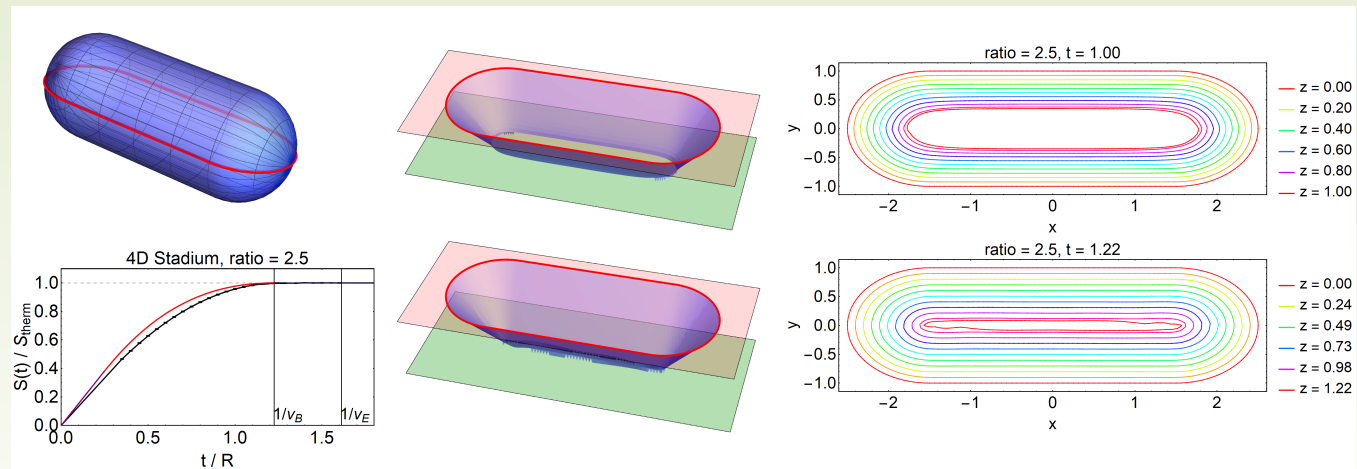 ratio = 2.5, t = 1.00
1.0
0.5
0.0
−0.5
−1.0
y
−2
−1
0
1
2
x
z = 0.00
z = 0.20
z = 0.40
z = 0.60
z = 0.80
z = 1.00
4D Stadium, ratio = 2.5
1.0
0.8
0.6
0.4
0.2
0.0
S(t) / Stherm
1/vB
1/vE
0.0
0.5
1.0
1.5
t / R
ratio = 2.5, t = 1.22
1.0
0.5
0.0
−0.5
−1.0
y
−2
−1
0
1
2
x
z = 0.00
z = 0.24
z = 0.49
z = 0.73
z = 0.98
z = 1.22